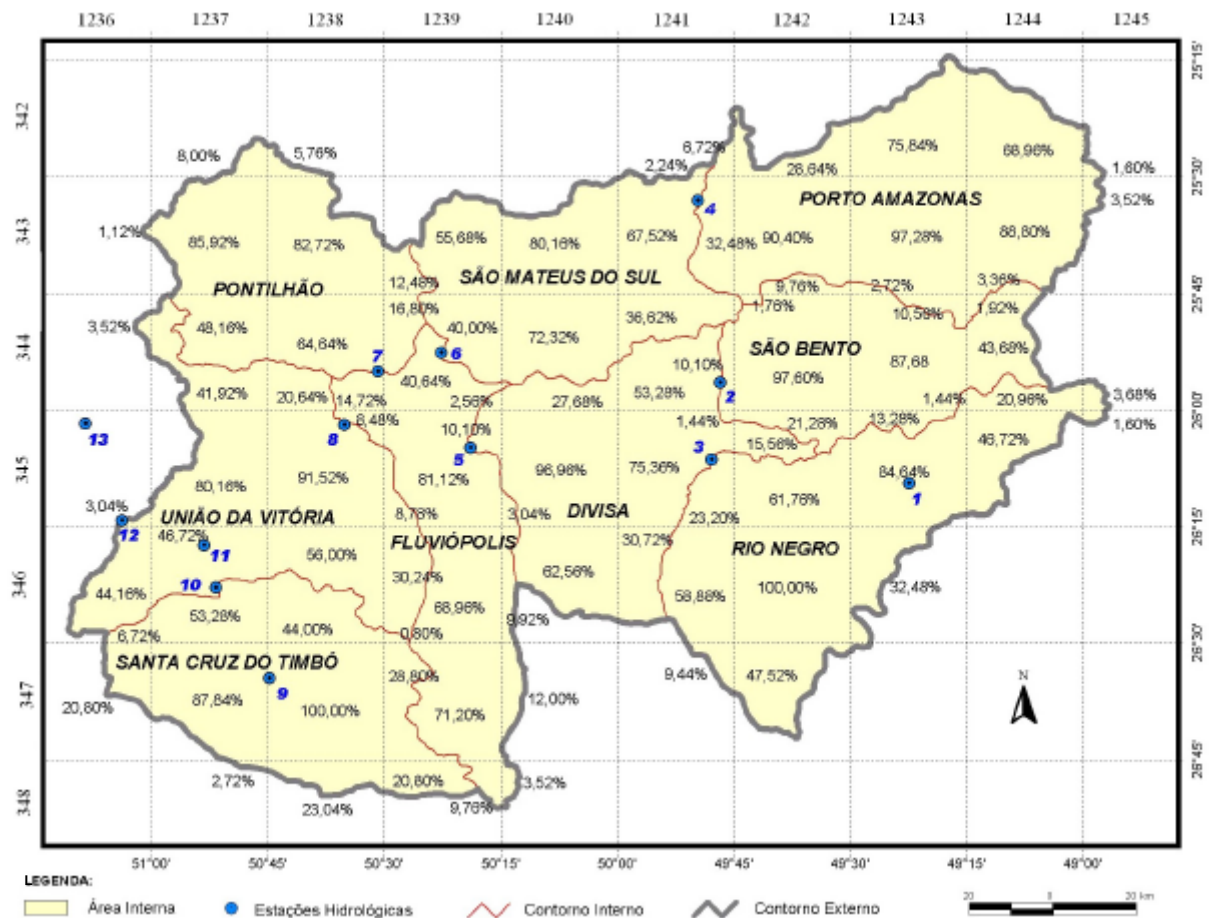 1236 1237 1238 1239 1240 1241 1242 1243 1244 1245
25°15'
342
8,00% 5,76% 6,72% 75,84% 68,96%
2,24% 26,64% 1,60%
25°30'
4 PORTO AMAZONAS 3,52%
343
1,12% 85,92% 82,72% 55,68% 80,16% 67,52% 32,48% 90,40% 97,28% 88,80%
PONTILHÃO 12,48% SÃO MATEUS DO SUL 9,76% 2,72% 3,36%
25°45'
16,80% 1,76% 10,56% 1,92%
3,52% 48,16% 64,64% 40,00% 72,32% 36,62% SÃO BENTO 43,68%
344
7 6 10,10% 87,68
41,92% 20,64% 40,64% 53,28% 2 97,60%
14,72% 2,56% 27,68% 1,44% 20,96% 3,68%
26°00'
13 8 8,48% 10,10% 1,44% 21,28% 13,28% 1,60%
5 3 15,56% 46,72%
345
80,16% 91,52% 81,12% 96,96% 75,36% 61,76% 84,64% 1
3,04% UNIÃO DA VITÓRIA 8,78% 3,04% DIVISA 23,20%
26°15'
12 46,72% 11 56,00% FLUVIÓPOLIS 30,72% RIO NEGRO
346
10 30,24% 62,56%
44,16% 53,28% 68,96% 58,88% 100,00% 32,48%
6,72% 44,00% 0,80% 9,92%
26°30'
SANTA CRUZ DO TIMBÓ 28,80% 9,44% 47,52%
N
347
20,80% 87,84% 9 100,00% 71,20% 12,00%
26°45'
2,72% 20,80% 3,52%
348
23,04% 9,76%
51°00' 50°45' 50°30' 50°15' 50°00' 49°45' 49°30' 49°15' 49°00'
LEGENDA:
20 0 20 km
Área Interna Estações Hidrológicas Contorno Interno Contorno Externo